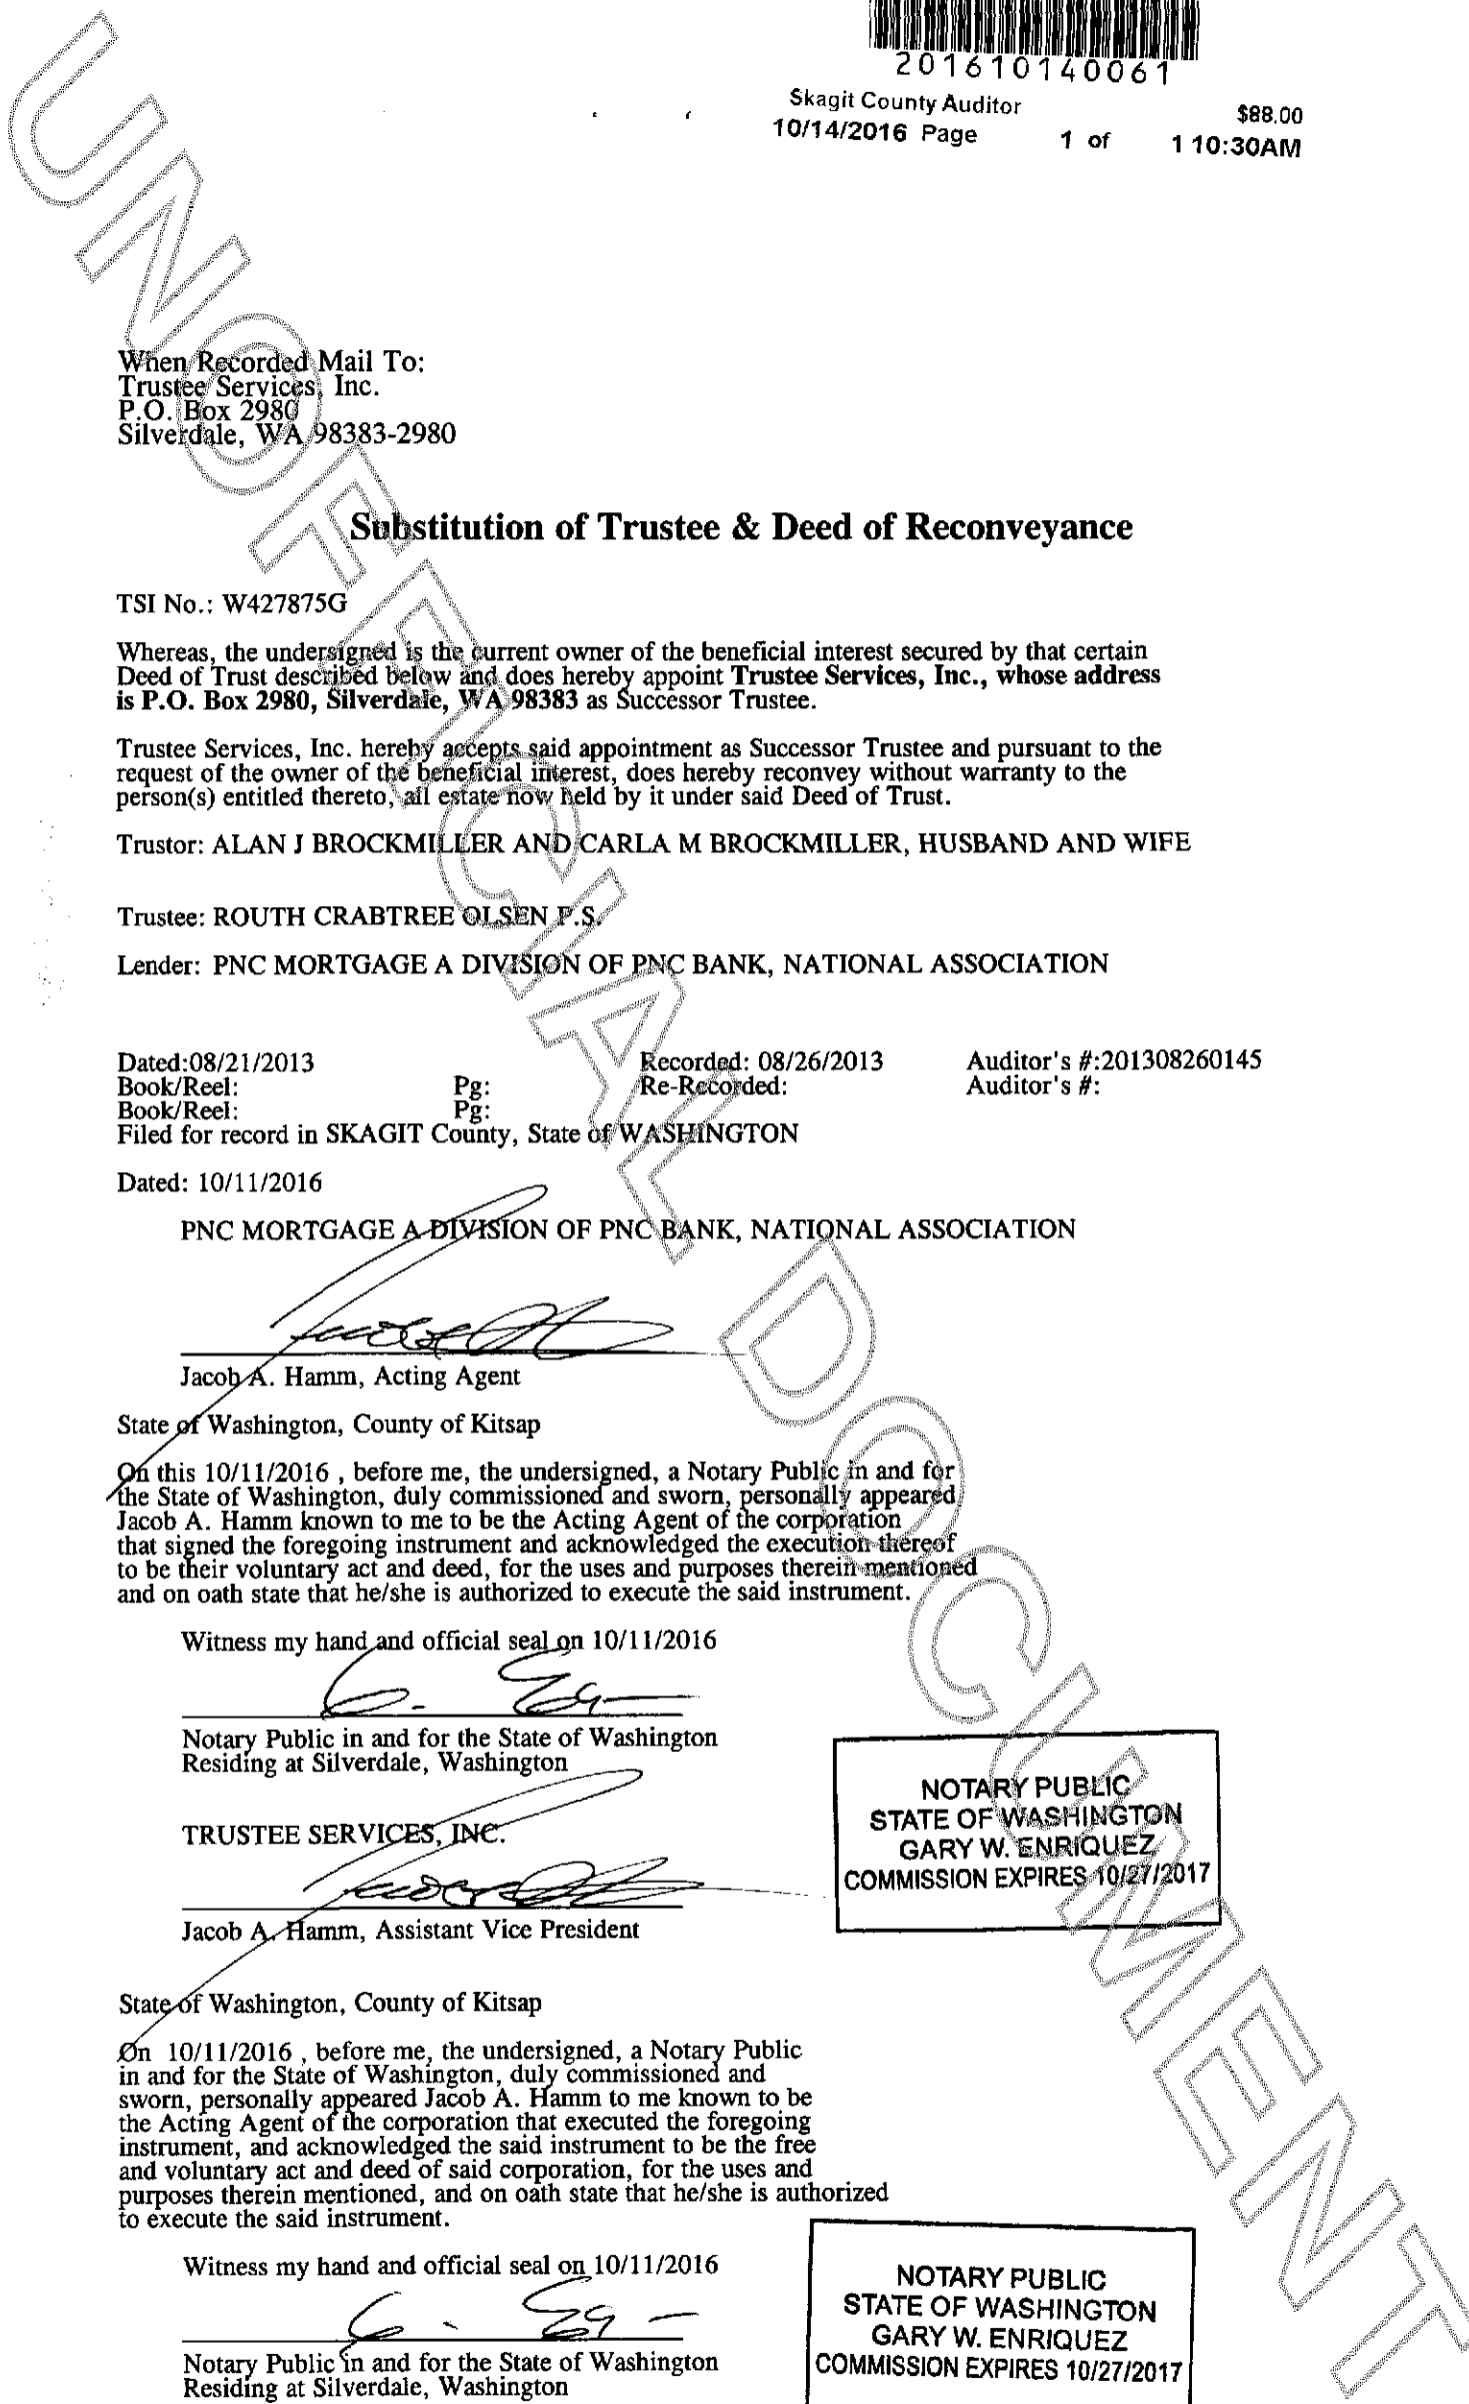 201610140061
Skagit County Auditor $88.00
10/14/2016 Page 1 of 1 10:30AM
When Recorded Mail To:
Trustee Services, Inc.
P.O. Box 2980
Silverdale, WA 98383-2980
Substitution of Trustee & Deed of Reconveyance
TSI No.: W427875G
Whereas, the undersigned is the current owner of the beneficial interest secured by that certain
Deed of Trust described below and does hereby appoint Trustee Services, Inc., whose address
is P.O. Box 2980, Silverdale, WA 98383 as Successor Trustee.
Trustee Services, Inc. hereby accepts said appointment as Successor Trustee and pursuant to the
request of the owner of the beneficial interest, does hereby reconvey without warranty to the
person(s) entitled thereto, all estate now held by it under said Deed of Trust.
Trustor: ALAN J BROCKMILLER AND CARLA M BROCKMILLER, HUSBAND AND WIFE
Trustee: ROUTH CRABTREE OLSEN P.S.
Lender: PNC MORTGAGE A DIVISION OF PNC BANK, NATIONAL ASSOCIATION
Dated:08/21/2013 Recorded: 08/26/2013 Auditor's #:201308260145
Book/Reel: Pg: Re-Recorded: Auditor's #:
Book/Reel: Pg:
Filed for record in SKAGIT County, State of WASHINGTON
Dated: 10/11/2016
PNC MORTGAGE A DIVISION OF PNC BANK, NATIONAL ASSOCIATION
Jacob A. Hamm, Acting Agent
State of Washington, County of Kitsap
On this 10/11/2016 , before me, the undersigned, a Notary Public in and for
the State of Washington, duly commissioned and sworn, personally appeared
Jacob A. Hamm known to me to be the Acting Agent of the corporation
that signed the foregoing instrument and acknowledged the execution thereof
to be their voluntary act and deed, for the uses and purposes therein mentioned
and on oath state that he/she is authorized to execute the said instrument.
Witness my hand and official seal on 10/11/2016
Notary Public in and for the State of Washington
Residing at Silverdale, Washington
NOTARY PUBLIC
STATE OF WASHINGTON
GARY W. ENRIQUEZ
COMMISSION EXPIRES 10/27/2017
TRUSTEE SERVICES, INC.
Jacob A. Hamm, Assistant Vice President
State of Washington, County of Kitsap
On 10/11/2016 , before me, the undersigned, a Notary Public
in and for the State of Washington, duly commissioned and
sworn, personally appeared Jacob A. Hamm to me known to be
the Acting Agent of the corporation that executed the foregoing
instrument, and acknowledged the said instrument to be the free
and voluntary act and deed of said corporation, for the uses and
purposes therein mentioned, and on oath state that he/she is authorized
to execute the said instrument.
Witness my hand and official seal on 10/11/2016
Notary Public in and for the State of Washington
Residing at Silverdale, Washington
NOTARY PUBLIC
STATE OF WASHINGTON
GARY W. ENRIQUEZ
COMMISSION EXPIRES 10/27/2017
UNOFFICIAL DOCUMENT